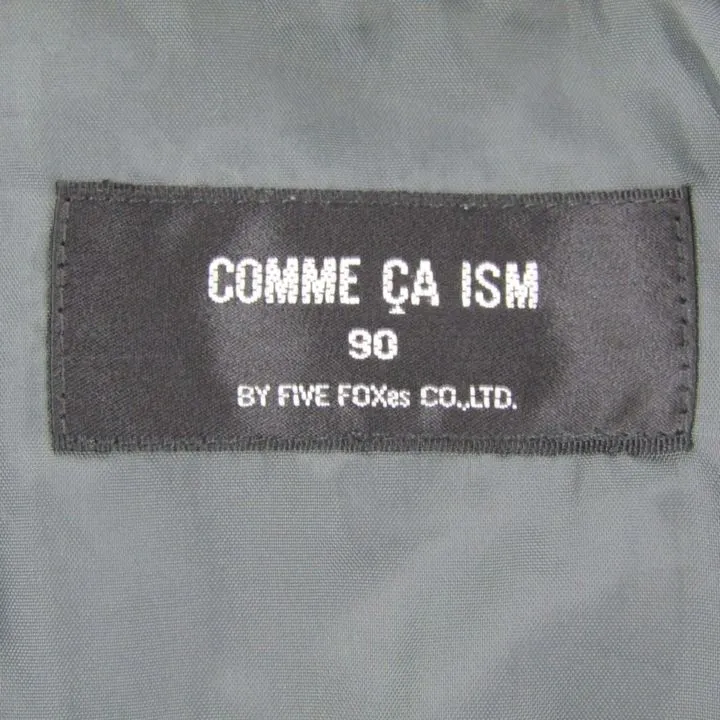 COMME ÇA ISM
90
BY FIVE FOXes CO.,LTD.